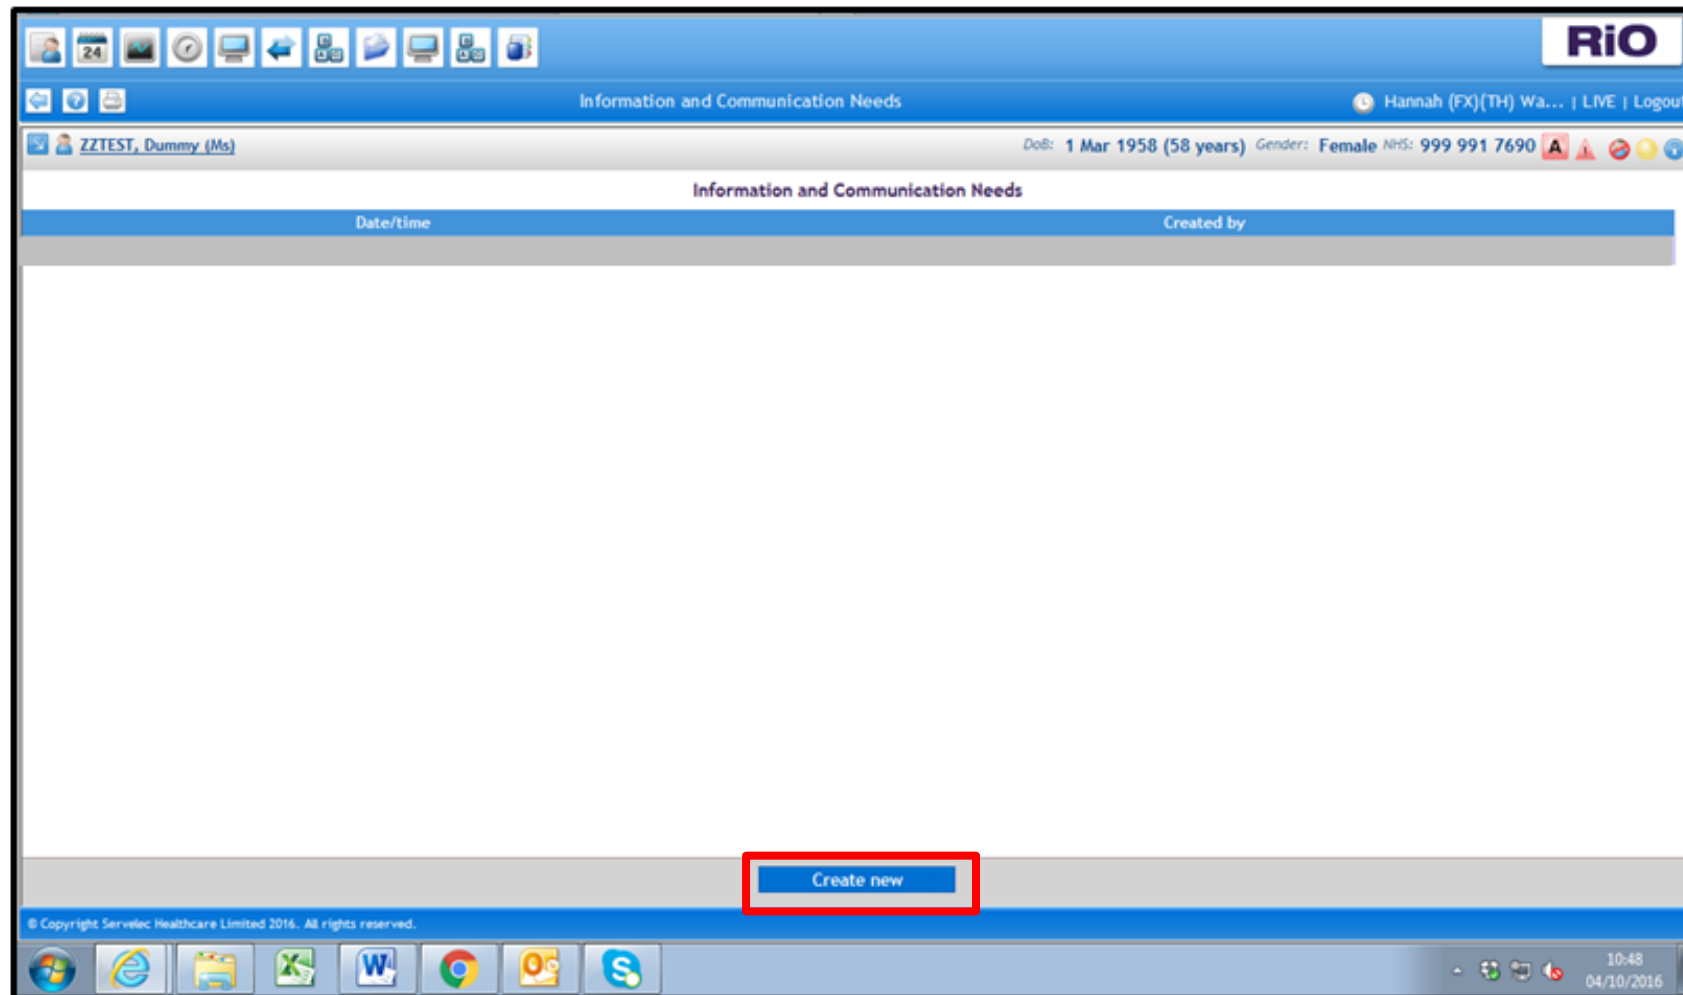 24
RiO
Information and Communication Needs
Hannah (FX)(TH) Wa... | LIVE | Logout
ZZTEST, Dummy (Ms)
DoB: 1 Mar 1958 (58 years) Gender: Female NHS: 999 991 7690 A
Information and Communication Needs
Date/time Created by
Create new
© Copyright Servelec Healthcare Limited 2016. All rights reserved.
10:48
04/10/2016